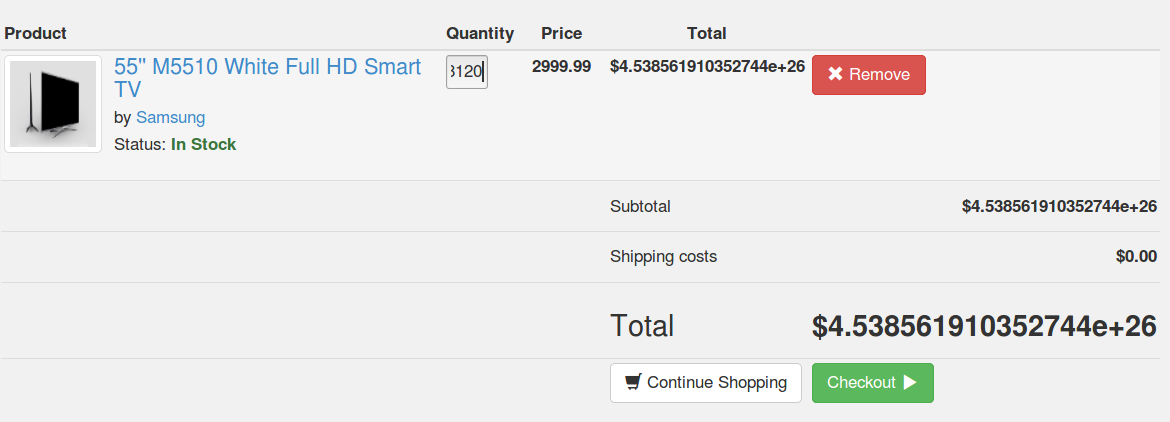 Product Quantity Price Total
55" M5510 White Full HD Smart 3120 2999.99 $4.538561910352744e+26 Remove
TV
by Samsung
Status: In Stock
Subtotal $4.538561910352744e+26
Shipping costs $0.00
Total $4.538561910352744e+26
Continue Shopping Checkout